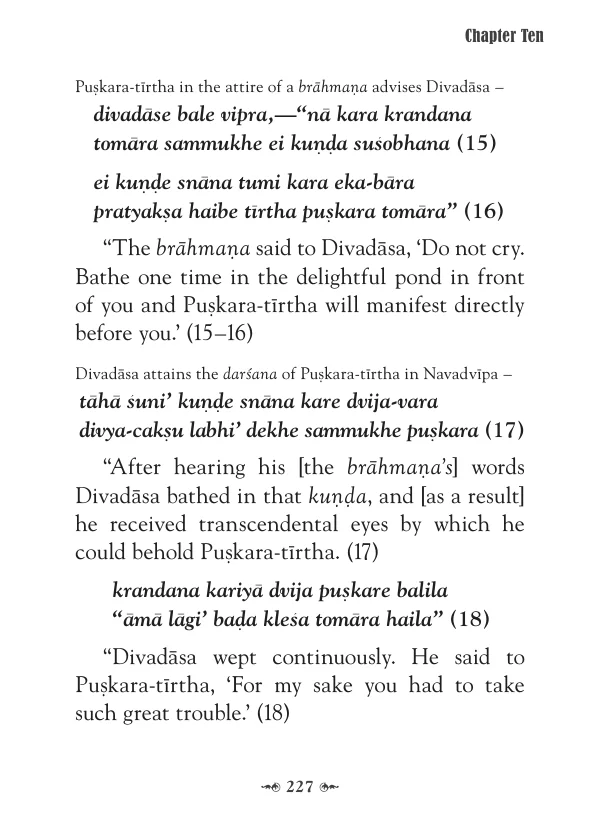 Chapter Ten
Puṣkara-tīrtha in the attire of a brāhmaṇa advises Divadāsa –
divadāse bale vipra,—“nā kara krandana
tomāra sammukhe ei kuṇḍa suśobhana (15)
ei kuṇḍe snāna tumi kara eka-bāra
pratyakṣa haibe tīrtha puṣkara tomāra” (16)
“The brāhmaṇa said to Divadāsa, ‘Do not cry.
Bathe one time in the delightful pond in front
of you and Puṣkara-tīrtha will manifest directly
before you.’ (15–16)
Divadāsa attains the darśana of Puṣkara-tīrtha in Navadvīpa –
tāhā śuni’ kuṇḍe snāna kare dvija-vara
divya-cakṣu labhi’ dekhe sammukhe puṣkara (17)
“After hearing his [the brāhmaṇa’s] words
Divadāsa bathed in that kuṇḍa, and [as a result]
he received transcendental eyes by which he
could behold Puṣkara-tīrtha. (17)
krandana kariyā dvija puṣkare balila
“āmā lāgi’ baḍa kleśa tomāra haila” (18)
“Divadāsa wept continuously. He said to
Puṣkara-tīrtha, ‘For my sake you had to take
such great trouble.’ (18)
227